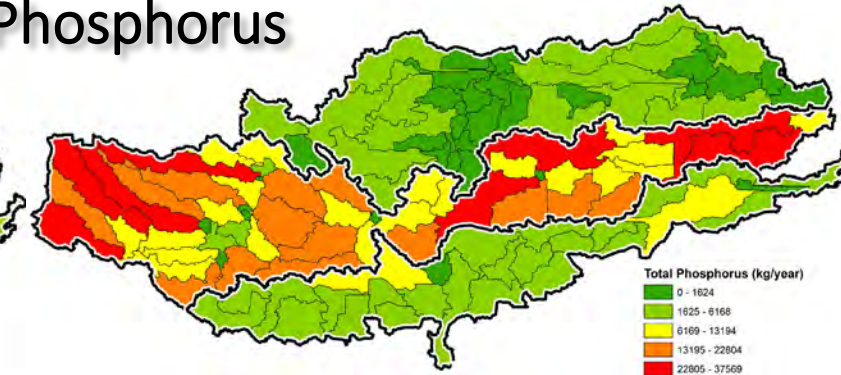 Phosphorus
Total Phosphorus (kg/year)
0 - 1624
1625 - 6168
6169 - 13194
13195 - 22804
22805 - 37569